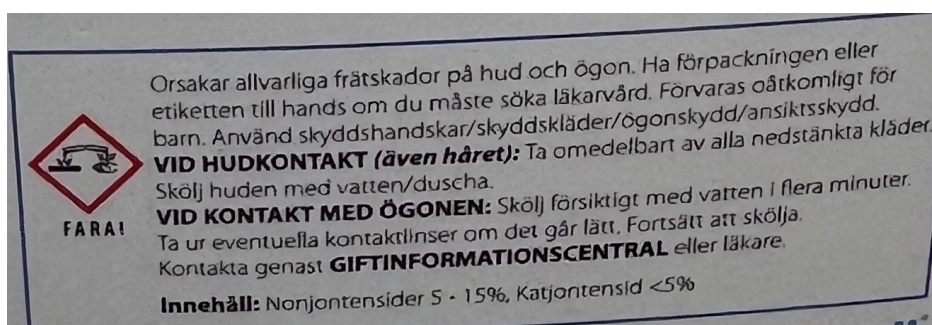 Orsakar allvarliga frätskador på hud och ögon. Ha förpackningen eller
etiketten till hands om du måste söka läkarvård. Förvaras oåtkomligt för
barn. Använd skyddshandskar/skyddskläder/ögonskydd/ansiktsskydd.
VID HUDKONTAKT (även håret): Ta omedelbart av alla nedstänkta kläder.
Skölj huden med vatten/duscha.
VID KONTAKT MED ÖGONEN: Skölj försiktigt med vatten i flera minuter.
Ta ur eventuella kontaktlinser om det går lätt. Fortsätt att skölja.
Kontakta genast GIFTINFORMATIONSCENTRAL eller läkare.
Innehåll: Nonjontensider 5 - 15%, Katjontensid <5%
FARA!